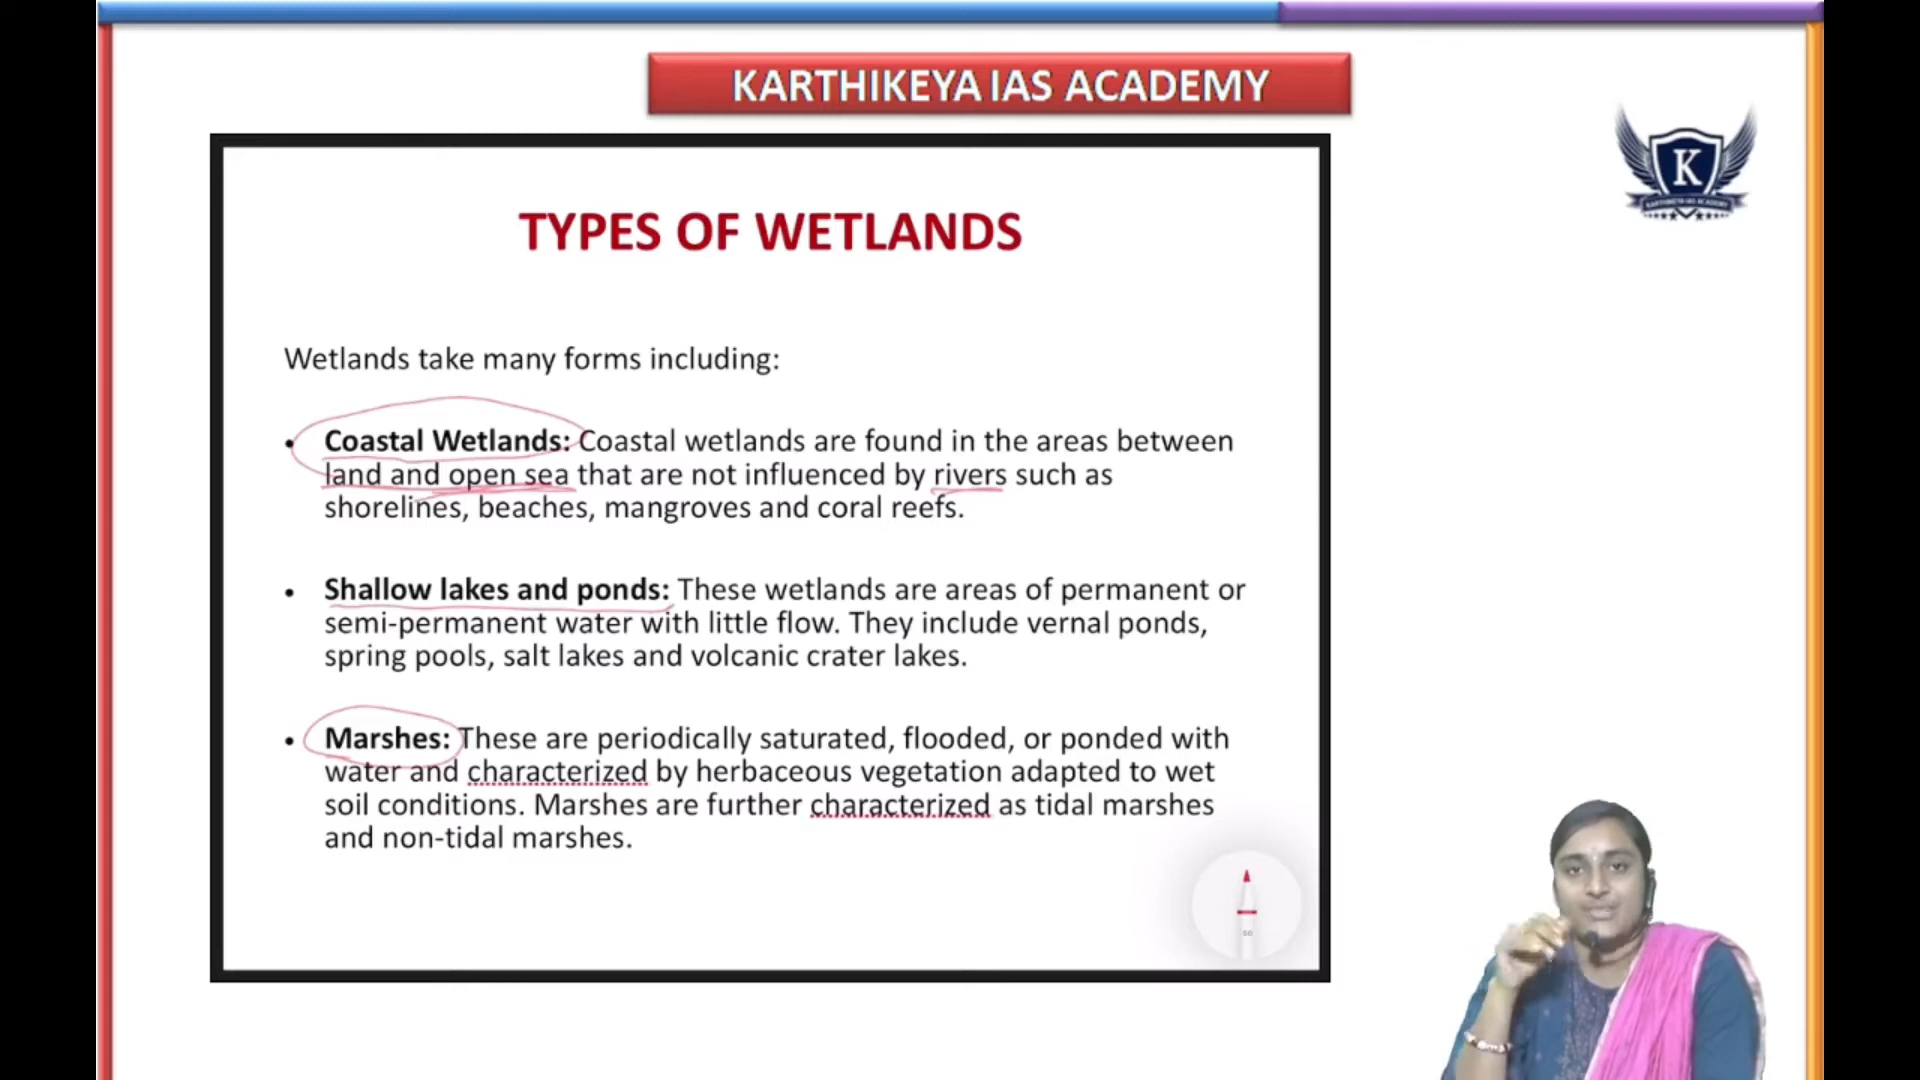 KARTHIKEYA IAS ACADEMY
K
KARTHIKEYA IAS ACADEMY
TYPES OF WETLANDS
Wetlands take many forms including:
• Coastal Wetlands: Coastal wetlands are found in the areas between
land and open sea that are not influenced by rivers such as
shorelines, beaches, mangroves and coral reefs.
• Shallow lakes and ponds: These wetlands are areas of permanent or
semi-permanent water with little flow. They include vernal ponds,
spring pools, salt lakes and volcanic crater lakes.
• Marshes: These are periodically saturated, flooded, or ponded with
water and characterized by herbaceous vegetation adapted to wet
soil conditions. Marshes are further characterized as tidal marshes
and non-tidal marshes.